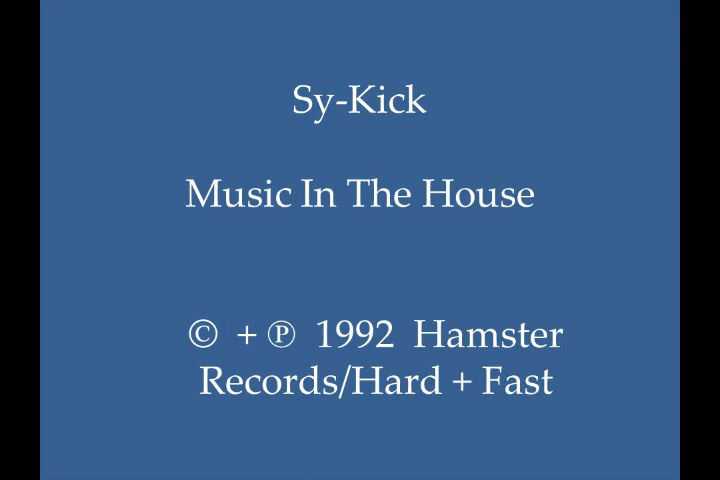 Sy-Kick
Music In The House
© + ℗ 1992 Hamster
Records/Hard + Fast